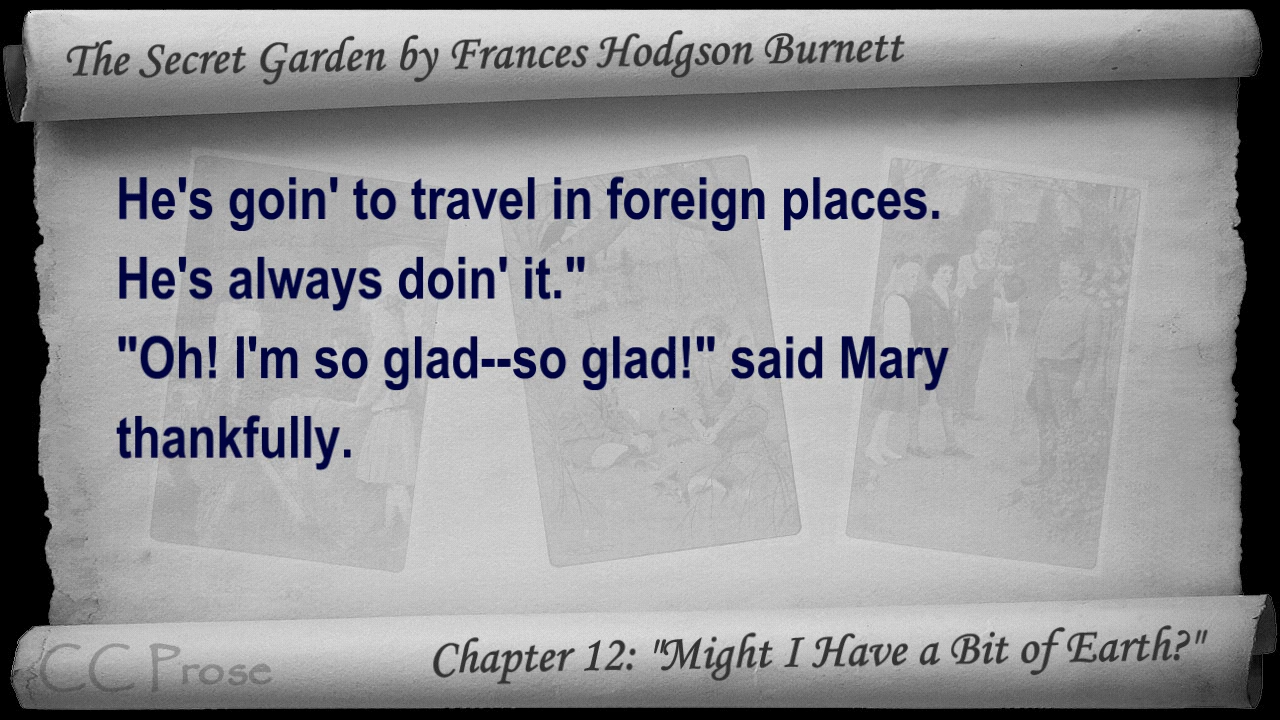 The Secret Garden by Frances Hodgson Burnett
He's goin' to travel in foreign places.
He's always doin' it."
"Oh! I'm so glad--so glad!" said Mary
thankfully.
CC Prose
Chapter 12: "Might I Have a Bit of Earth?"